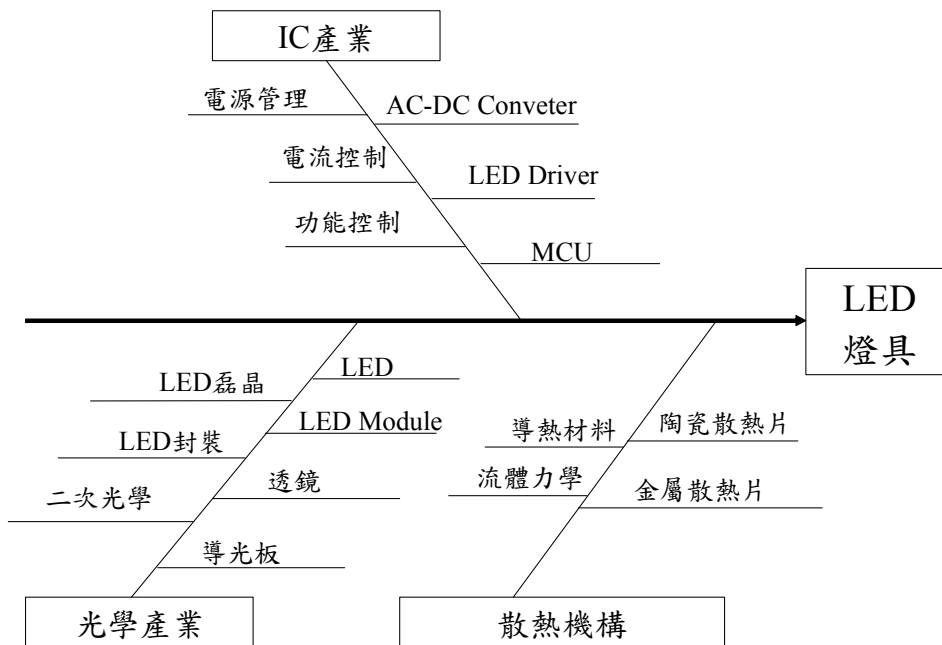 IC產業
電源管理
AC-DC Conveter
電流控制
LED Driver
功能控制
MCU
LED
燈具
LED
LED磊晶
LED Module
LED封裝
透鏡
二次光學
導光板
陶瓷散熱片
導熱材料
流體力學
金屬散熱片
光學產業
散熱機構